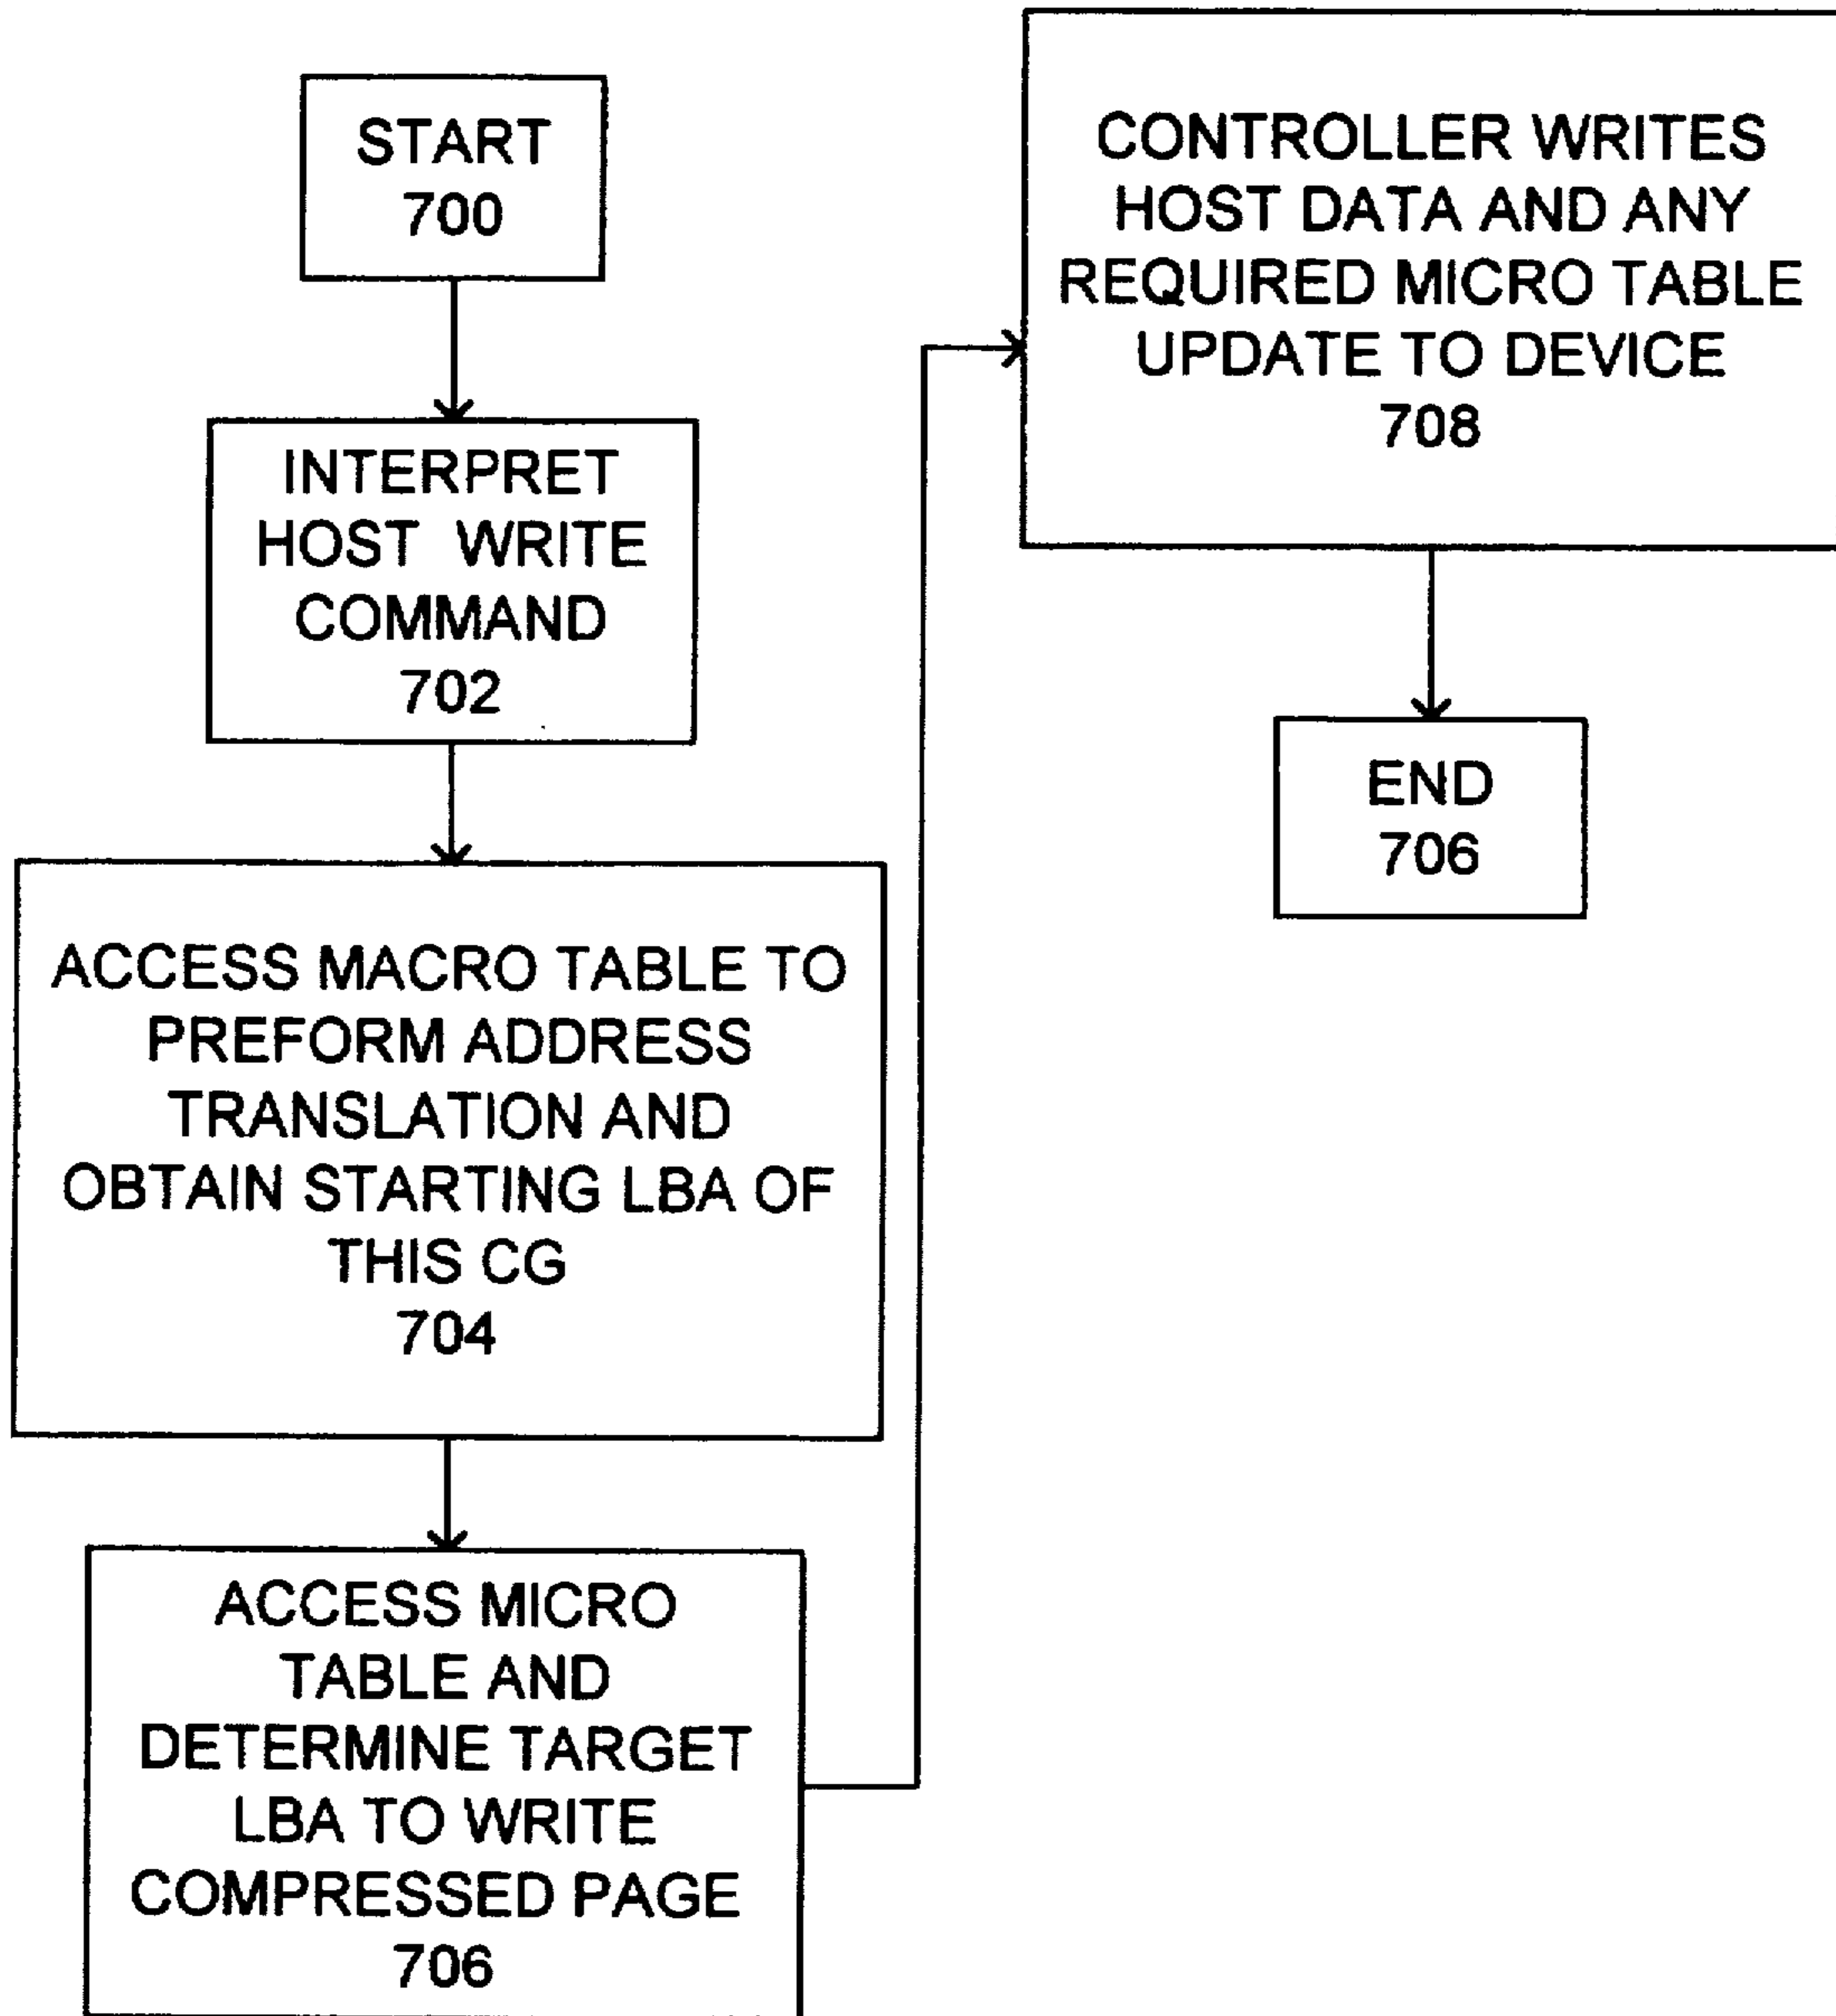 START
700
INTERPRET
HOST WRITE
COMMAND
702
ACCESS MACRO TABLE TO
PREFORM ADDRESS
TRANSLATION AND
OBTAIN STARTING LBA OF
THIS CG
704
ACCESS MICRO
TABLE AND
DETERMINE TARGET
LBA TO WRITE
COMPRESSED PAGE
706
CONTROLLER WRITES
HOST DATA AND ANY
REQUIRED MICRO TABLE
UPDATE TO DEVICE
708
END
706